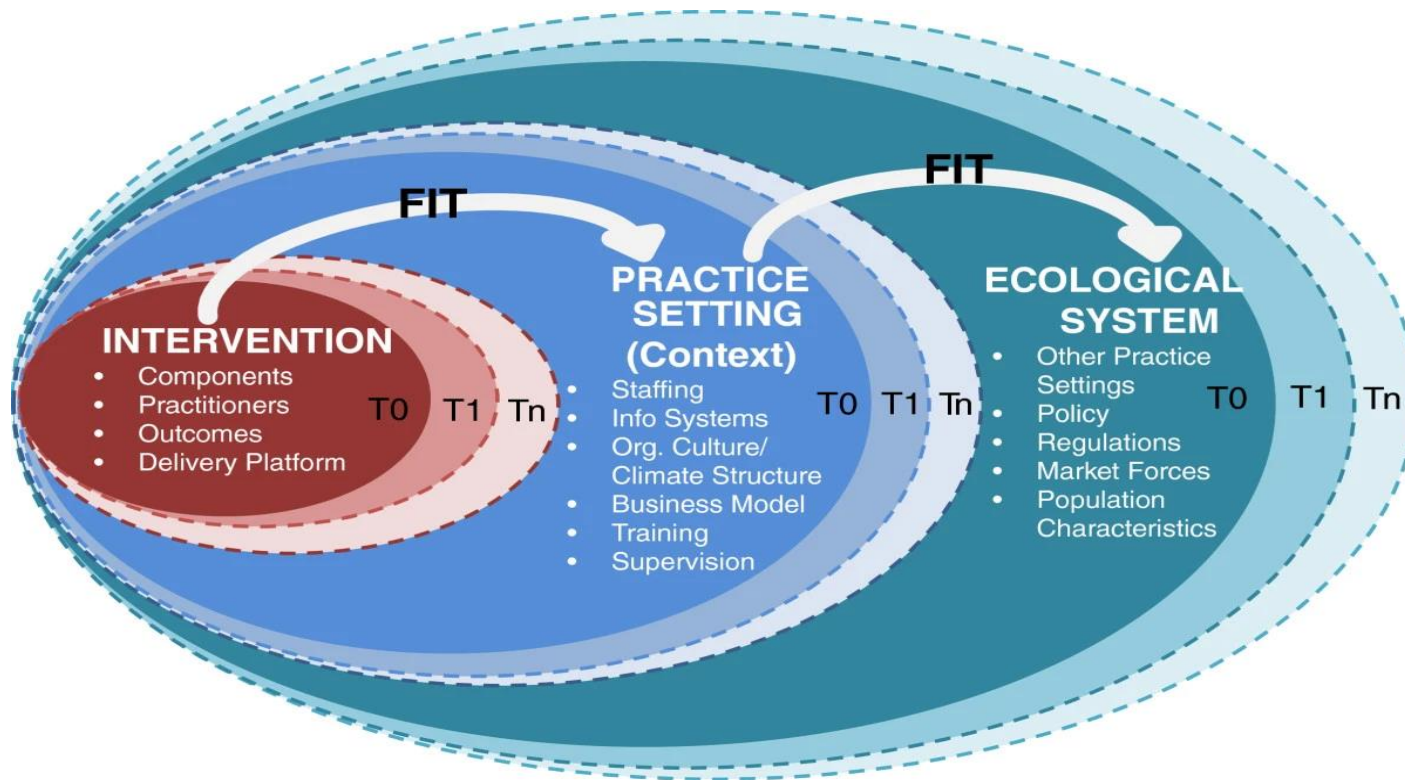 FIT
INTERVENTION
• Components
• Practitioners
• Outcomes
• Delivery Platform
T0 T1 Tn
FIT
PRACTICE
SETTING
(Context)
• Staffing
• Info Systems
• Org. Culture/
Climate Structure
• Business Model
• Training
• Supervision
T0 T1 Tn
ECOLOGICAL
SYSTEM
• Other Practice
Settings
• Policy
• Regulations
• Market Forces
• Population
Characteristics
T0 T1 Tn